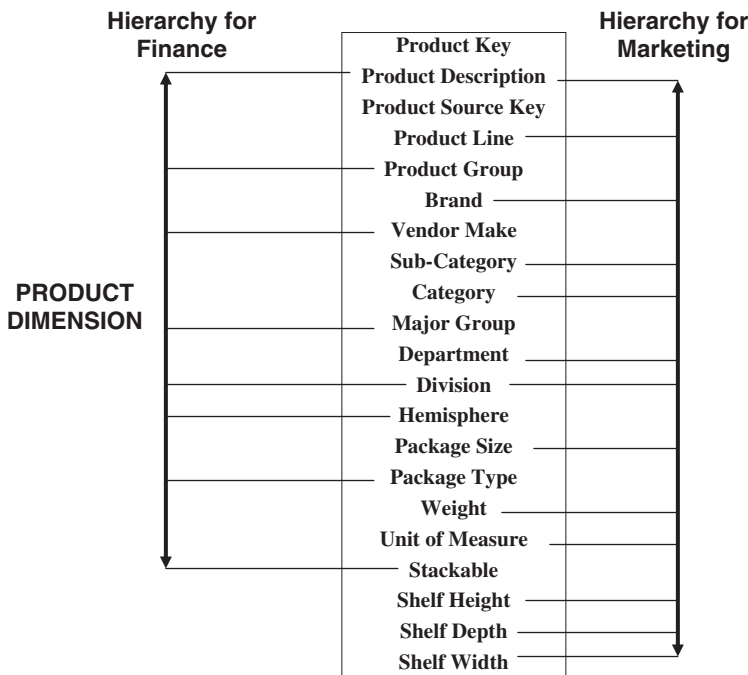 Hierarchy for
Finance
Hierarchy for
Marketing
PRODUCT
DIMENSION
Product Key
Product Description
Product Source Key
Product Line
Product Group
Brand
Vendor Make
Sub-Category
Category
Major Group
Department
Division
Hemisphere
Package Size
Package Type
Weight
Unit of Measure
Stackable
Shelf Height
Shelf Depth
Shelf Width